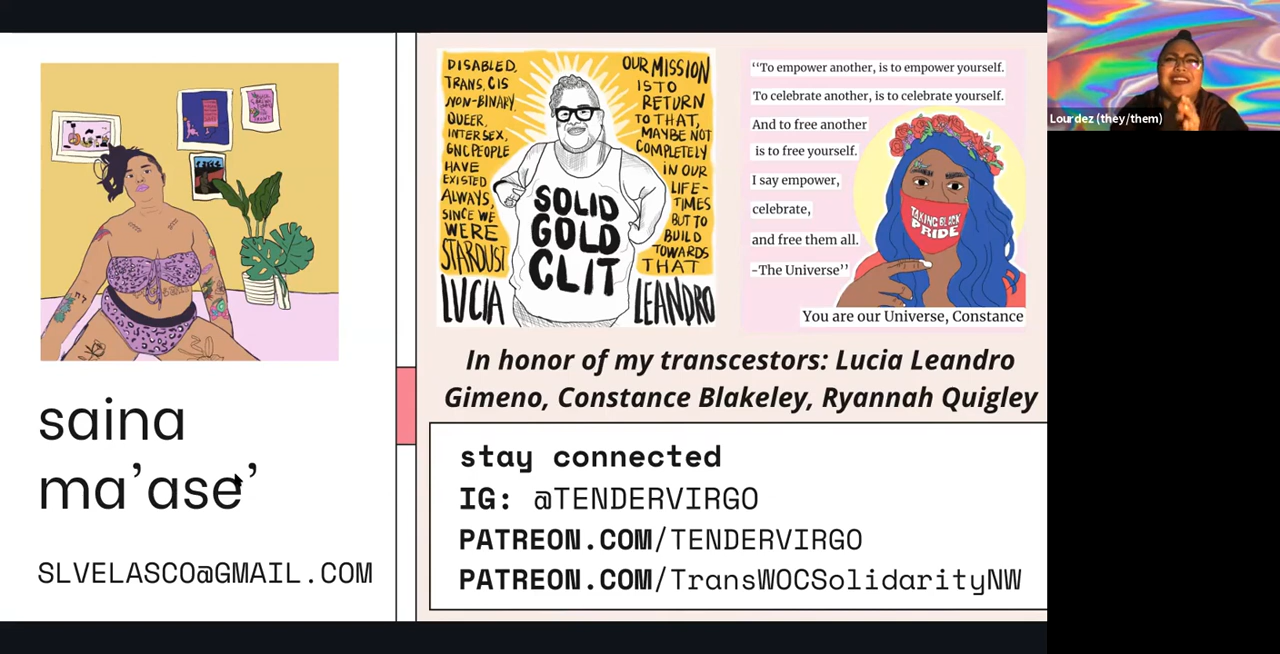 DISABLED,
TRANS, CIS
NON-BINARY,
QUEER,
INTERSEX,
GNC PEOPLE
HAVE
EXISTED
ALWAYS,
SINCE WE
WERE
STARDUST
OUR MISSION
IS TO
RETURN
TO THAT,
MAYBE NOT
COMPLETELY
IN OUR
LIFE-
TIMES
BUT TO
BUILD
TOWARDS
THAT
SOLID
GOLD
CLIT
LUCIA LEANDRO
“To empower another, is to empower yourself.
To celebrate another, is to celebrate yourself.
And to free another
is to free yourself.
I say empower,
celebrate,
and free them all.
-The Universe”
TAKING BLACK
PRIDE
You are our Universe, Constance
Lourdez (they/them)
In honor of my transcestors: Lucia Leandro
Gimeno, Constance Blakeley, Ryannah Quigley
saina
ma’ase’
SLVELASCO@GMAIL.COM
stay connected
IG: @TENDERVIRGO
PATREON.COM/TENDERVIRGO
PATREON.COM/TransWOCSolidarityNW